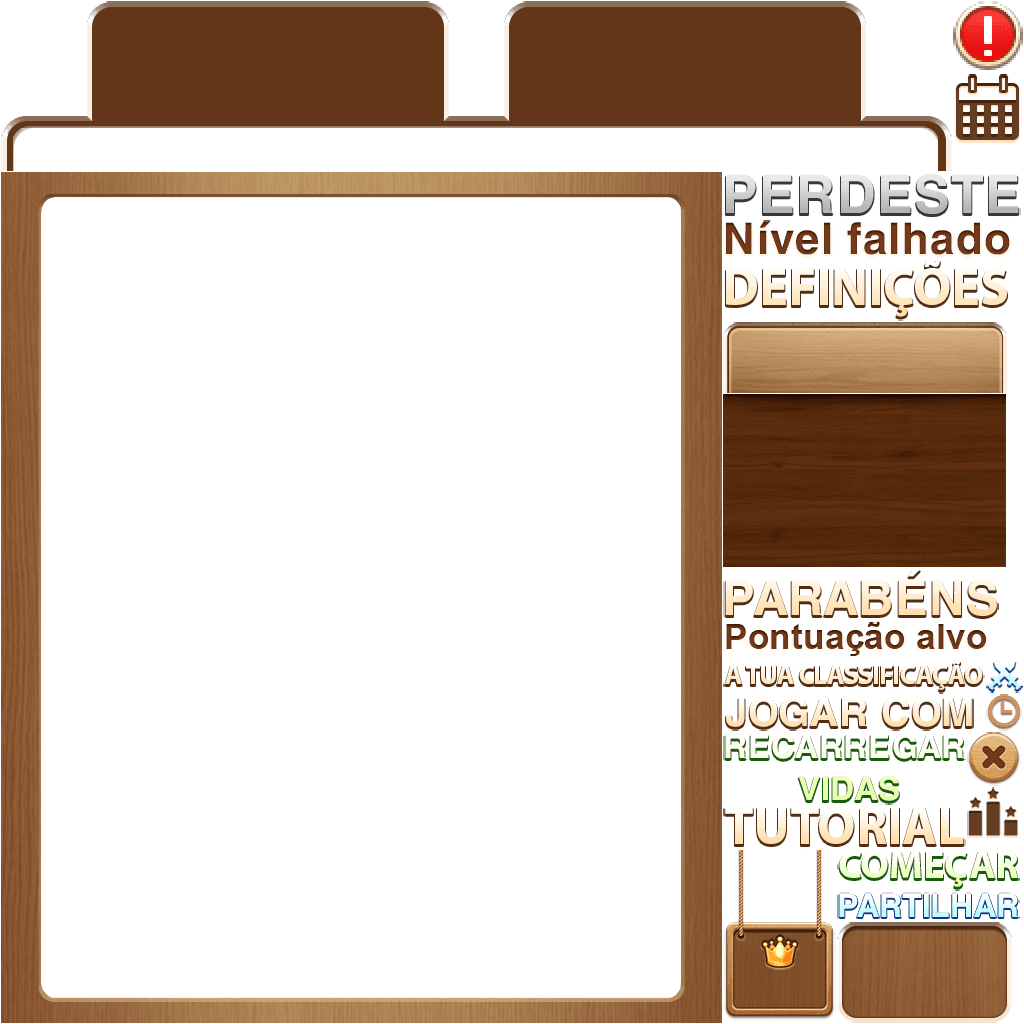 PERDESTE
Nível falhado
DEFINIÇÕES
PARABÉNS
Pontuação alvo
A TUA CLASSIFICAÇÃO
JOGAR COM
RECARREGAR
VIDAS
TUTORIAL
COMEÇAR
PARTILHAR